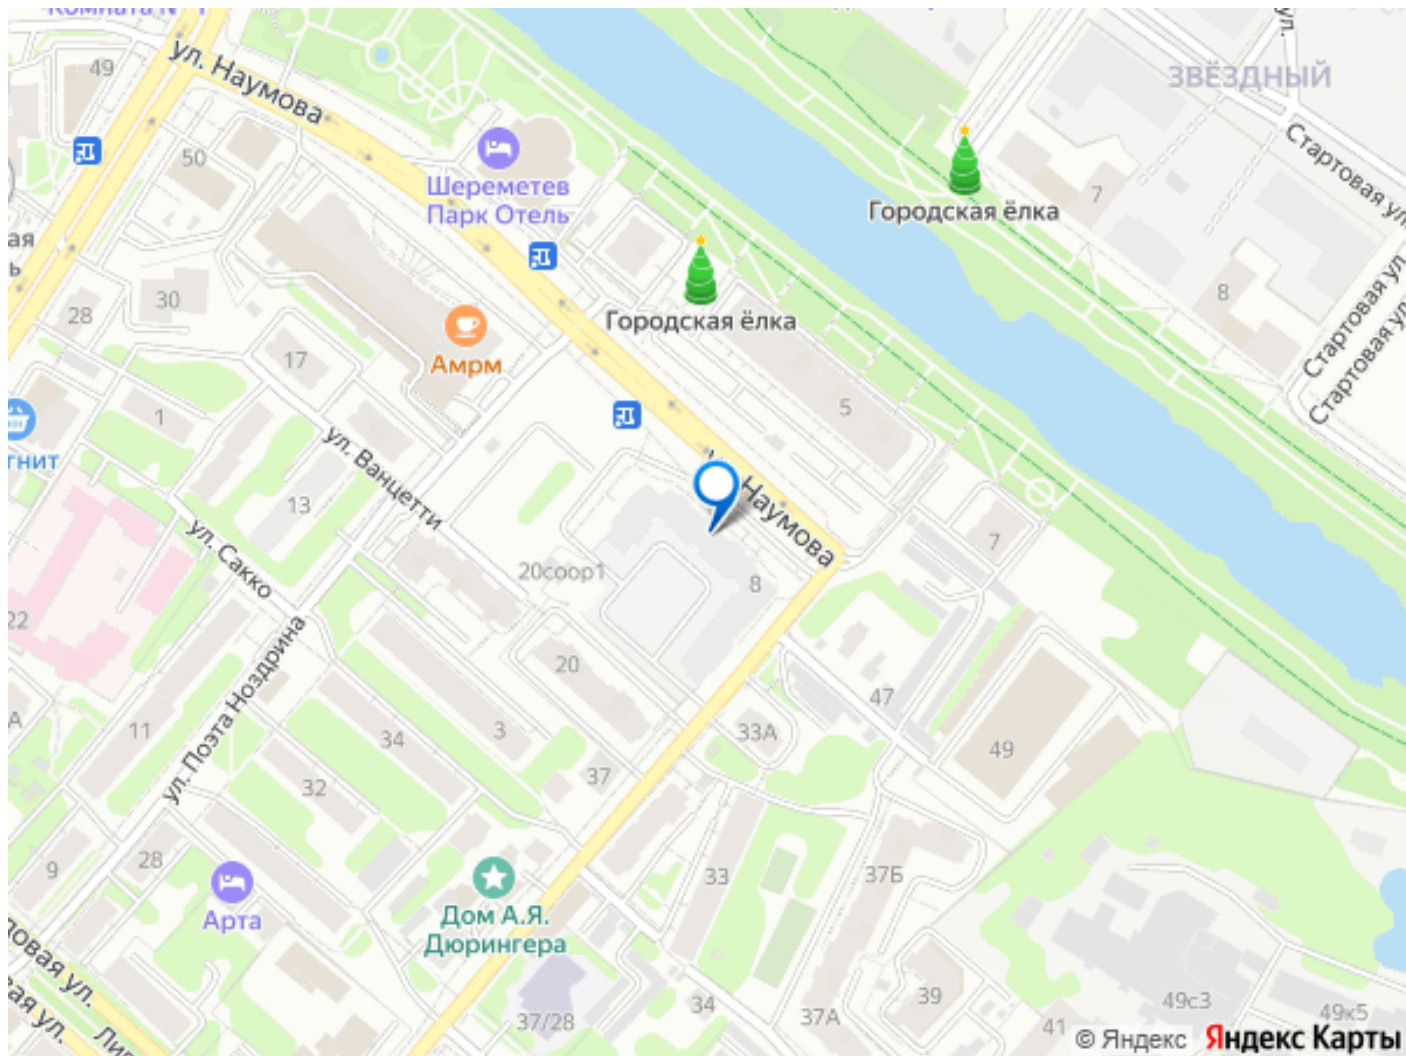 ул. Наумова
49
50
Шереметев
Парк Отель
ЗВЁЗДНЫЙ
Стартовая ул.
7
Городская ёлка
Городская ёлка
8
Стартовая ул.
Стартовая ул.
ая
ь
28
30
Амрм
17
5
1
гнит
ул. Ванцетти
13
ул. Сакко
ул. Наумова
7
20соор1
8
22
20
ул. Поэта Ноздрина
11
34
3
32
37
33А
47
49
9
28
Арта
Дом А.Я.
Дюрингера
33
37Б
37/28
34
37А
39
41
49с3
49к5
© Яндекс
Яндекс Карты